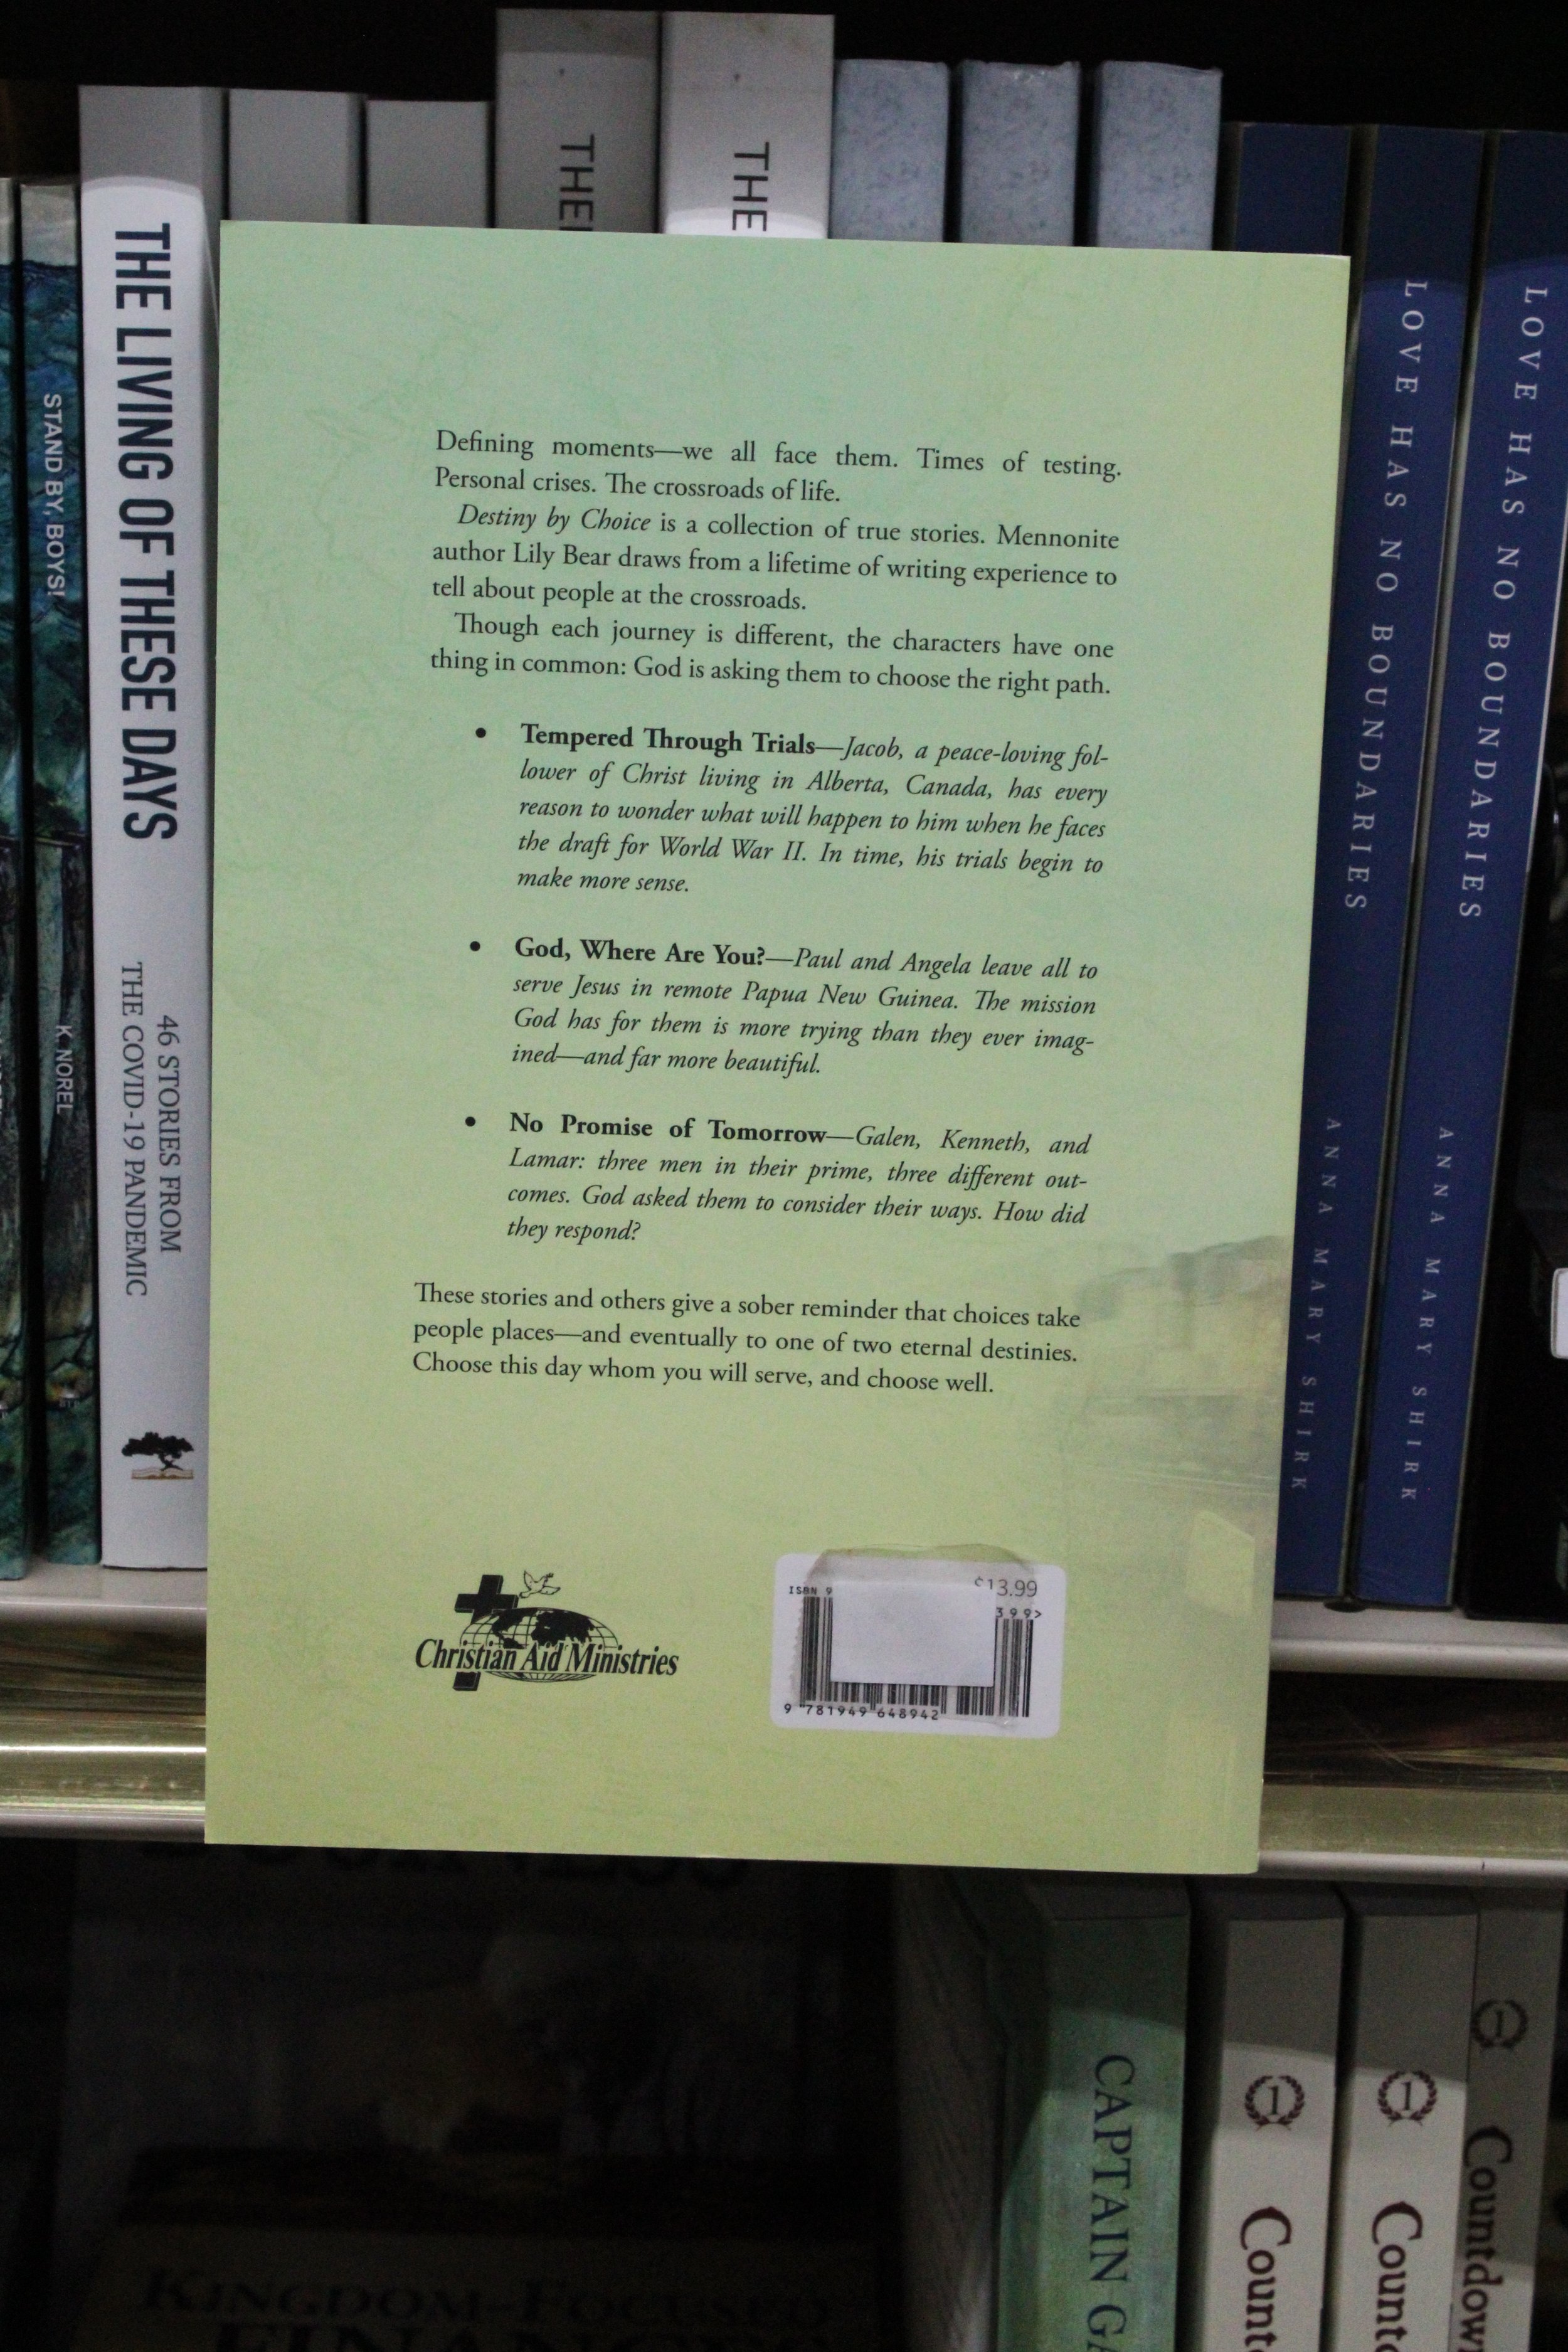 THE
THE
STAND BY, BOYS!
K. NOREL
THE LIVING OF THESE DAYS
46 STORIES FROM
THE COVID-19 PANDEMIC
Defining moments—we all face them. Times of testing.
Personal crises. The crossroads of life.
Destiny by Choice is a collection of true stories. Mennonite
author Lily Bear draws from a lifetime of writing experience to
tell about people at the crossroads.
Though each journey is different, the characters have one
thing in common: God is asking them to choose the right path.
• Tempered Through Trials—Jacob, a peace-loving fol-
lower of Christ living in Alberta, Canada, has every
reason to wonder what will happen to him when he faces
the draft for World War II. In time, his trials begin to
make more sense.
• God, Where Are You?—Paul and Angela leave all to
serve Jesus in remote Papua New Guinea. The mission
God has for them is more trying than they ever imag-
ined—and far more beautiful.
• No Promise of Tomorrow—Galen, Kenneth, and
Lamar: three men in their prime, three different out-
comes. God asked them to consider their ways. How did
they respond?
These stories and others give a sober reminder that choices take
people places—and eventually to one of two eternal destinies.
Choose this day whom you will serve, and choose well.
Christian Aid Ministries
ISBN 9
$13.99
399>
9 781949 648942
LOVE HAS NO BOUNDARIES
ANNA MARY SHIRK
LOVE HAS NO BOUNDARIES
ANNA MARY SHIRK
KINGDOM-FOCUSED
CAPTAIN GA
1
Count
1
Countd
1
Countdow